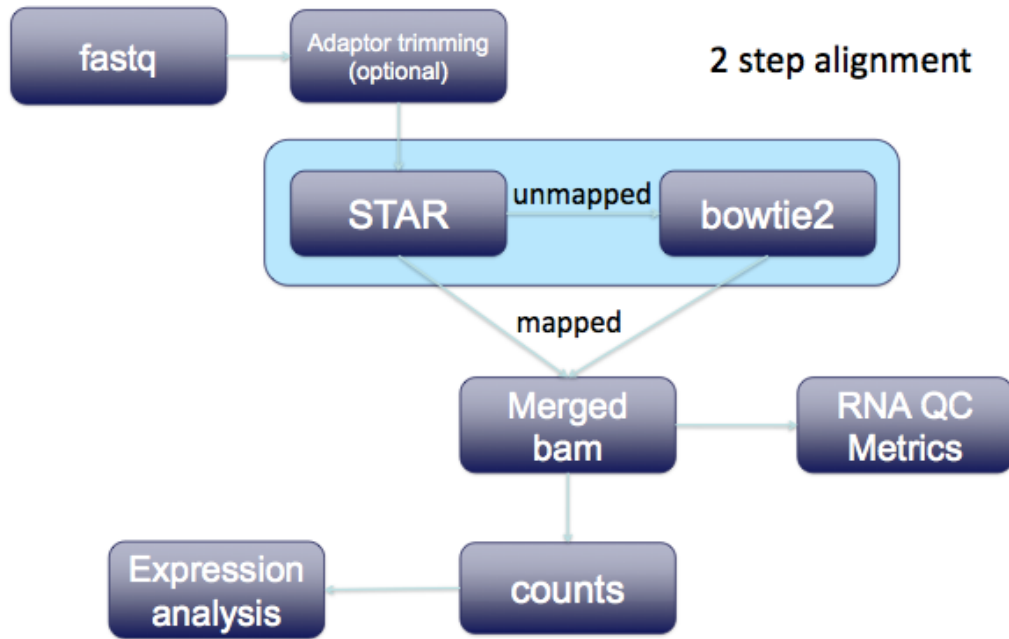 fastq
Adaptor trimming
(optional)
2 step alignment
STAR
unmapped
bowtie2
mapped
Merged
bam
RNA QC
Metrics
Expression
analysis
counts